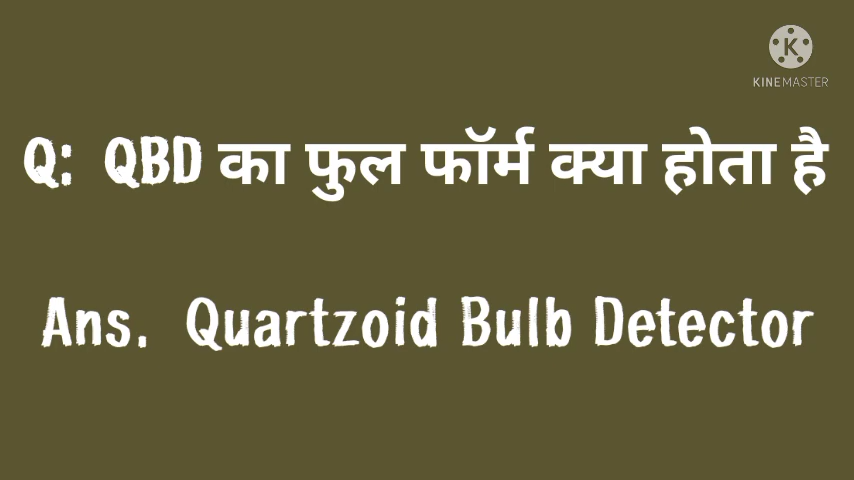 KINEMASTER
Q: QBD का फुल फॉर्म क्या होता है
Ans. Quartzoid Bulb Detector